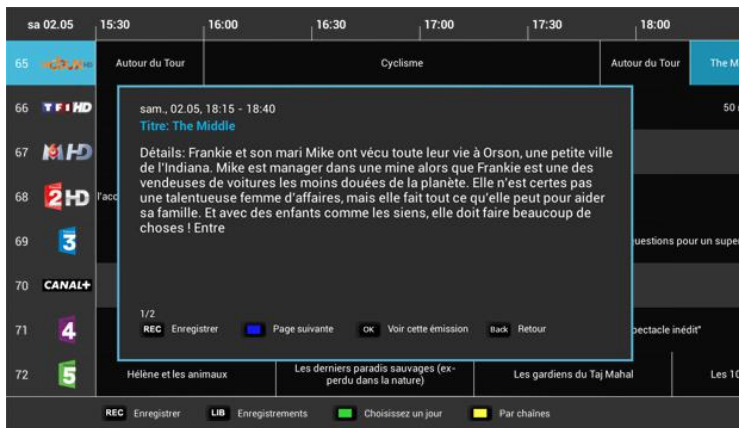 sa 02.05 15:30 16:00 16:30 17:00 17:30 18:00
65 Autour du Tour Cyclisme Autour du Tour The M
66 TF1 HD 50
67 M6 HD
68 2 HD l'acc
69 3 uestions pour un supe
70 CANAL+
71 4 pectacle inédit"
72 5 Hélène et les animaux Les derniers paradis sauvages (ex-
perdu dans la nature) Les gardiens du Taj Mahal Les 10
sam., 02.05, 18:15 - 18:40
Titre: The Middle
Détails: Frankie et son mari Mike ont vécu toute leur vie à Orson, une petite ville
de l'Indiana. Mike est manager dans une mine alors que Frankie est une des
vendeuses de voitures les moins douées de la planète. Elle n'est certes pas
une talentueuse femme d'affaires, mais elle fait tout ce qu'elle peut pour aider
sa famille. Et avec des enfants comme les siens, elle doit faire beaucoup de
choses ! Entre
1/2
REC Enregistrer Page suivante OK Voir cette émission Back Retour
REC Enregistrer LIB Enregistrements Choisissez un jour Par chaînes